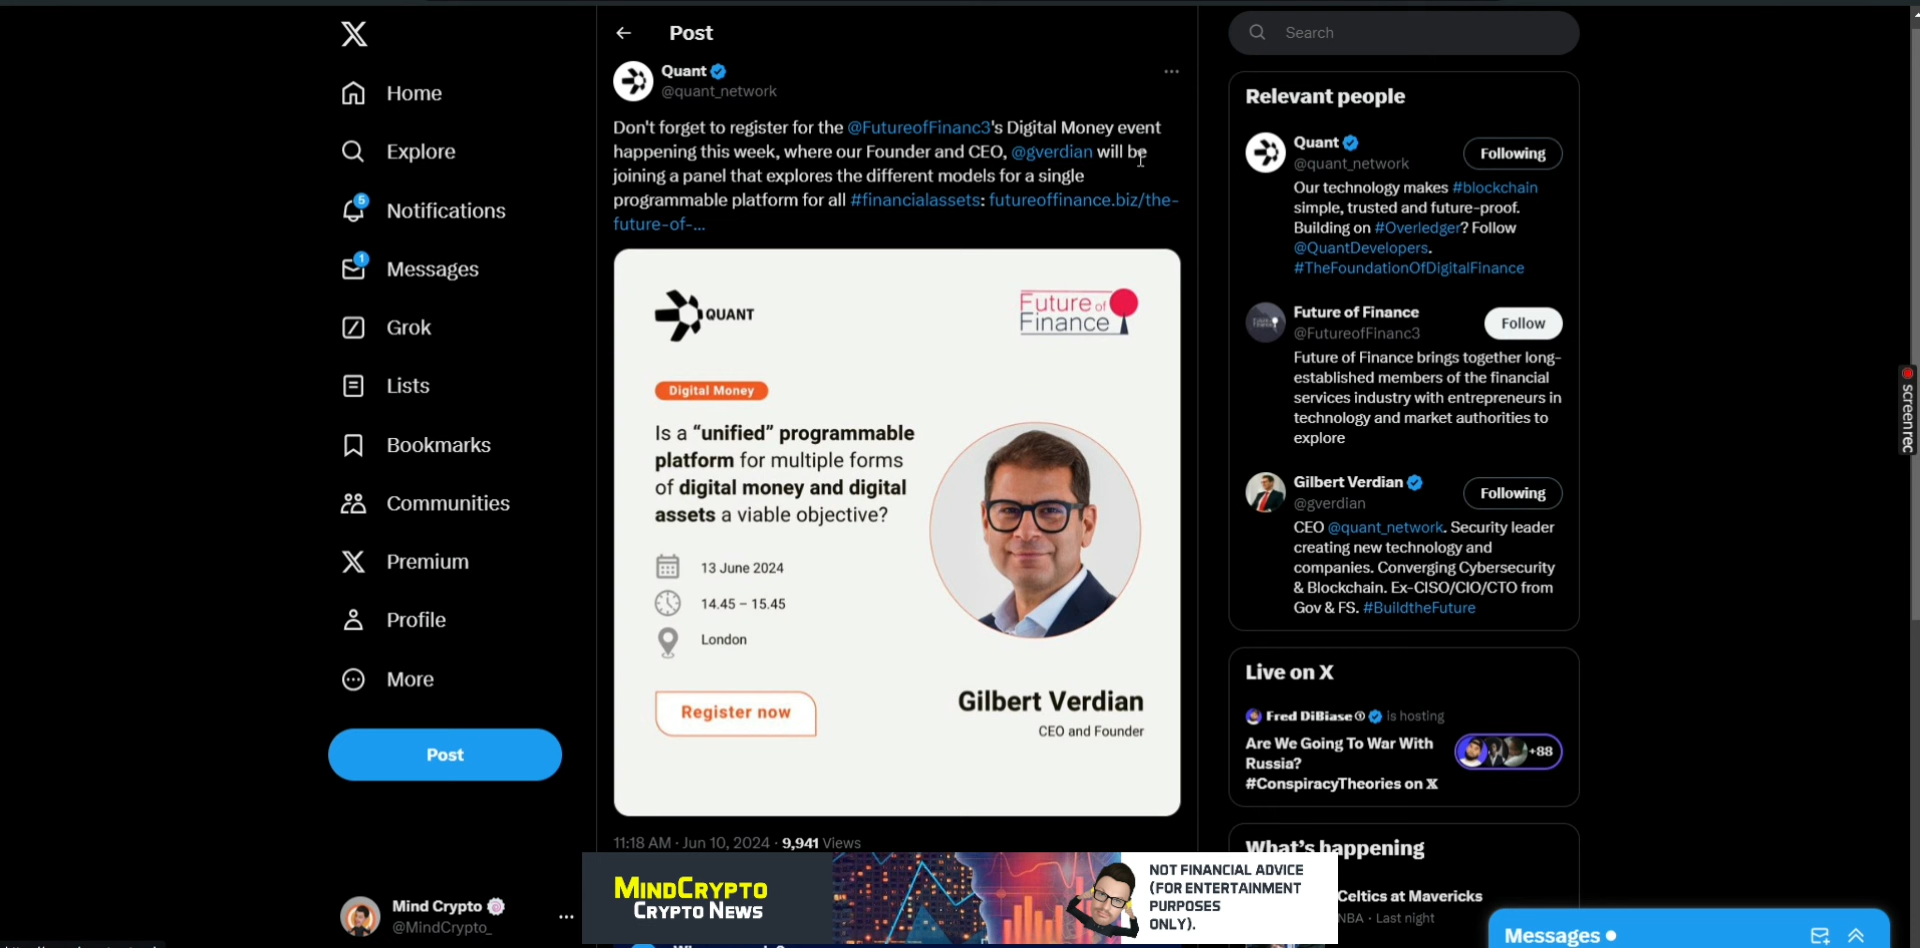 Home
Explore
5
Notifications
1
Messages
Grok
Lists
Bookmarks
Communities
Premium
Profile
More
Post
Mind Crypto
@MindCrypto_
Post
Quant
@quant_network
Don't forget to register for the @FutureofFinanc3's Digital Money event
happening this week, where our Founder and CEO, @gverdian will be
joining a panel that explores the different models for a single
programmable platform for all #financialassets: futureoffinance.biz/the-
future-of-...
QUANT
Future of
Finance
Digital Money
Is a “unified” programmable
platform for multiple forms
of digital money and digital
assets a viable objective?
13 June 2024
14.45 – 15.45
London
Register now
Gilbert Verdian
CEO and Founder
11:18 AM · Jun 10, 2024 · 9,941 Views
MINDCRYPTO
CRYPTO NEWS
NOT FINANCIAL ADVICE
(FOR ENTERTAINMENT
PURPOSES
ONLY).
Search
Relevant people
Quant
@quant_network
Following
Our technology makes #blockchain
simple, trusted and future-proof.
Building on #Overledger? Follow
@QuantDevelopers.
#TheFoundationOfDigitalFinance
Future of Finance
@FutureofFinanc3
Follow
Future of Finance brings together long-
established members of the financial
services industry with entrepreneurs in
technology and market authorities to
explore
Gilbert Verdian
@gverdian
Following
CEO @quant_network. Security leader
creating new technology and
companies. Converging Cybersecurity
& Blockchain. Ex-CISO/CIO/CTO from
Gov & FS. #BuildtheFuture
Live on X
Fred DiBiase is hosting
Are We Going To War With
Russia?
#ConspiracyTheories on 𝕏
+88
What's happening
Celtics at Mavericks
NBA · Last night
Messages
screenrec